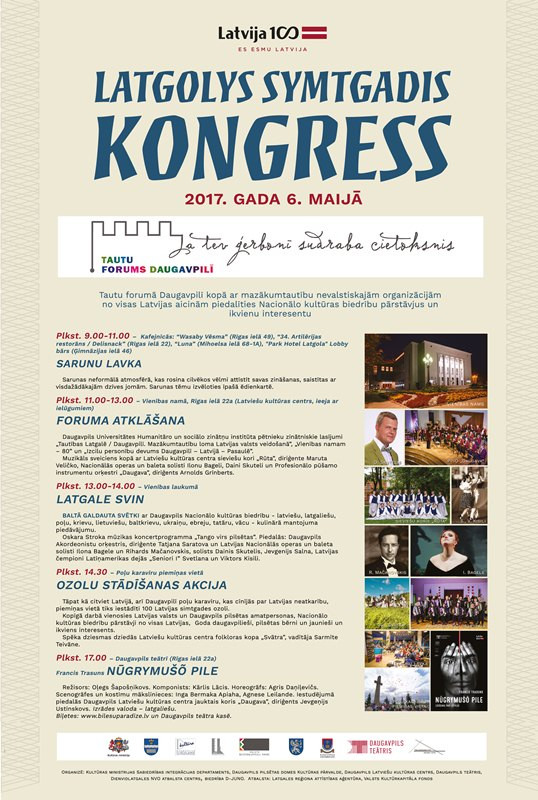 Latvija 100
ES ESMU LATVIJA
LATGOLYS SYMTGADIS
KONGRESS
2017. GADA 6. MAIJĀ
Ja tev ģerbonī sudraba cietoksnis
TAUTU
FORUMS DAUGAVPILĪ
Tautu forumā Daugavpilī kopā ar mazākumtautību nevalstiskajām organizācijām
no visas Latvijas aicinām piedalīties Nacionālo kultūras biedrību pārstāvjus un
ikvienu interesentu
Plkst. 9.00-11.00 – Kafejnīcās: "Wasaby Vēsma" (Rīgas ielā 49), "34. Artilērijas
restorāns / Delisnack" (Rīgas ielā 22), "Luna" (Mihoelsa ielā 68-1A), "Park Hotel Latgola" Lobby
bārs (Ģimnāzijas ielā 46)
SARUNU LAVKA
Sarunas neformālā atmosfērā, kas rosina cilvēkos vēlmi attīstīt savas zināšanas, saistītas ar
visdažādākajām dzīves jomām. Sarunas tēmu izvēloties īpašā ēdienkartē.
Plkst. 11.00-13.00 – Vienības namā, Rīgas ielā 22a (Latviešu kultūras centrs, ieeja ar
ielūgumiem)
FORUMA ATKLĀŠANA
Daugavpils Universitātes Humanitāro un sociālo zinātņu institūta pētnieku zinātniskie lasījumi
„Tautības Latgalē / Daugavpilī. Mazākumtautību loma Latvijas valsts veidošanā", „Vienības namam
– 80" un „Izcilu personību devums Daugavpilī – Latvijā – Pasaulē".
Muzikāls sveiciens kopā ar Latviešu kultūras centra sieviešu kori „Rūta", diriģente Maruta
Veličko, Nacionālās operas un baleta solisti Ilonu Bageli, Daini Skuteli un Profesionālo pūšamo
instrumentu orķestri „Daugava", diriģents Arnolds Grinberts.
Plkst. 13.00-14.00 – Vienības laukumā
LATGALE SVIN
BALTĀ GALDAUTA SVĒTKI ar Daugavpils Nacionālo kultūras biedrību - latviešu, latgaliešu,
poļu, krievu, lietuviešu, baltkrievu, ukraiņu, ebreju, tatāru, vācu - kulinārā mantojuma
piedāvājumu.
Oskara Stroka mūzikas koncertprogramma „Tango virs pilsētas". Piedalās: Daugavpils
Akordeonistu orķestris, diriģente Tatjana Saratova un Latvijas Nacionālās operas un baleta
solisti Ilona Bagele un Rihards Mačanovskis, solists Dainis Skutelis, Jevgenijs Salna, Latvijas
čempioni Latīņamerikas dejās „Seniori I" Svetlana un Viktors Kisili.
Plkst. 14.30 – Poļu karavīru piemiņas vietā
OZOLU STĀDĪŠANAS AKCIJA
Tāpat kā citviet Latvijā, arī Daugavpilī poļu karavīru, kas cīnījās par Latvijas neatkarību,
piemiņas vietā tiks iestādīti 100 Latvijas simtgades ozoli.
Kopīgā darbā vienosies Latvijas valsts un Daugavpils pilsētas amatpersonas, Nacionālo
kultūras biedrību pārstāvji no visas Latvijas, Goda daugavpilieši, pilsētas bērni un jaunieši un
ikviens interesents.
Spēka dziesmas dziedās Latviešu kultūras centra folkloras kopa „Svātra", vadītāja Sarmīte
Teivāne.
Plkst. 17.00 – Daugavpils teātrī (Rīgas ielā 22a)
Francis Trasuns NŪGRYMUŠŌ PILE
Režisors: Oļegs Šapošņikovs. Komponists: Kārlis Lācis. Horeogrāfs: Agris Daņiļevičs.
Scenogrāfes un kostīmu māksliniеces: Inga Bermaka Apiaha, Agnese Leilande. Iestudējumā
piedalās Daugavpils Latviešu kultūras centra jauktais koris „Daugava", diriģents Jevgeņijs
Ustinskovs. Izrādes valoda – latgaliešu.
Biļetes: www.bilesuparadize.lv un Daugavpils teātra kasē.
VIENĪBAS NAMS
R. MAČANOVSKIS
I. BAGELE
FRANCIS TRASUNS
NŪGRYMUŠŌ PILE
DAUGAVPILS
TEĀTRIS
ORGANIZĒ: KULTŪRAS MINISTRIJAS SABIEDRĪBAS INTEGRĀCIJAS DEPARTAMENTS, DAUGAVPILS PILSĒTAS DOMES KULTŪRAS PĀRVALDE, DAUGAVPILS LATVIEŠU KULTŪRAS CENTRS, DAUGAVPILS TEĀTRIS,
DIENVIDLATGALES NVO ATBALSTA CENTRS, BIEDRĪBA D-JUNG. ATBALSTA: LATGALES REĢIONA ATTĪSTĪBAS AĢENTŪRA, VALSTS KULTŪRKAPITĀLA FONDS